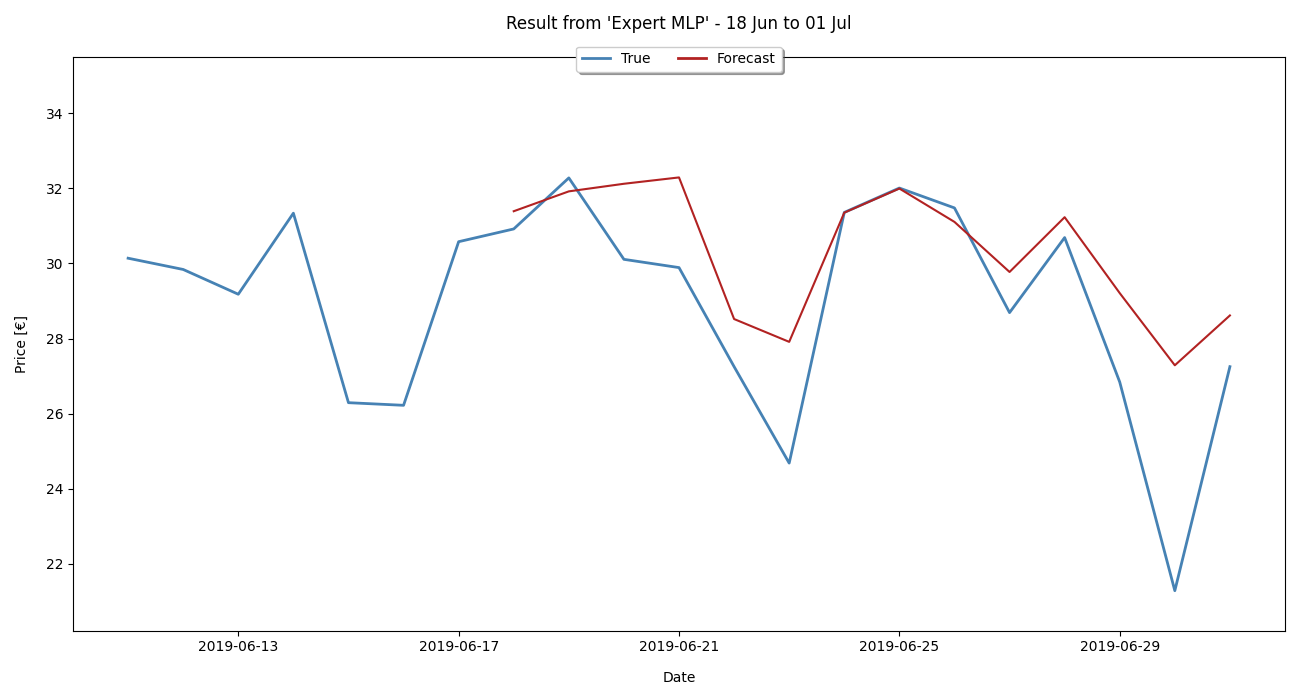 Result from 'Expert MLP' - 18 Jun to 01 Jul
True Forecast
34
32
30
28
26
24
22
Price [€]
2019-06-13 2019-06-17 2019-06-21 2019-06-25 2019-06-29
Date